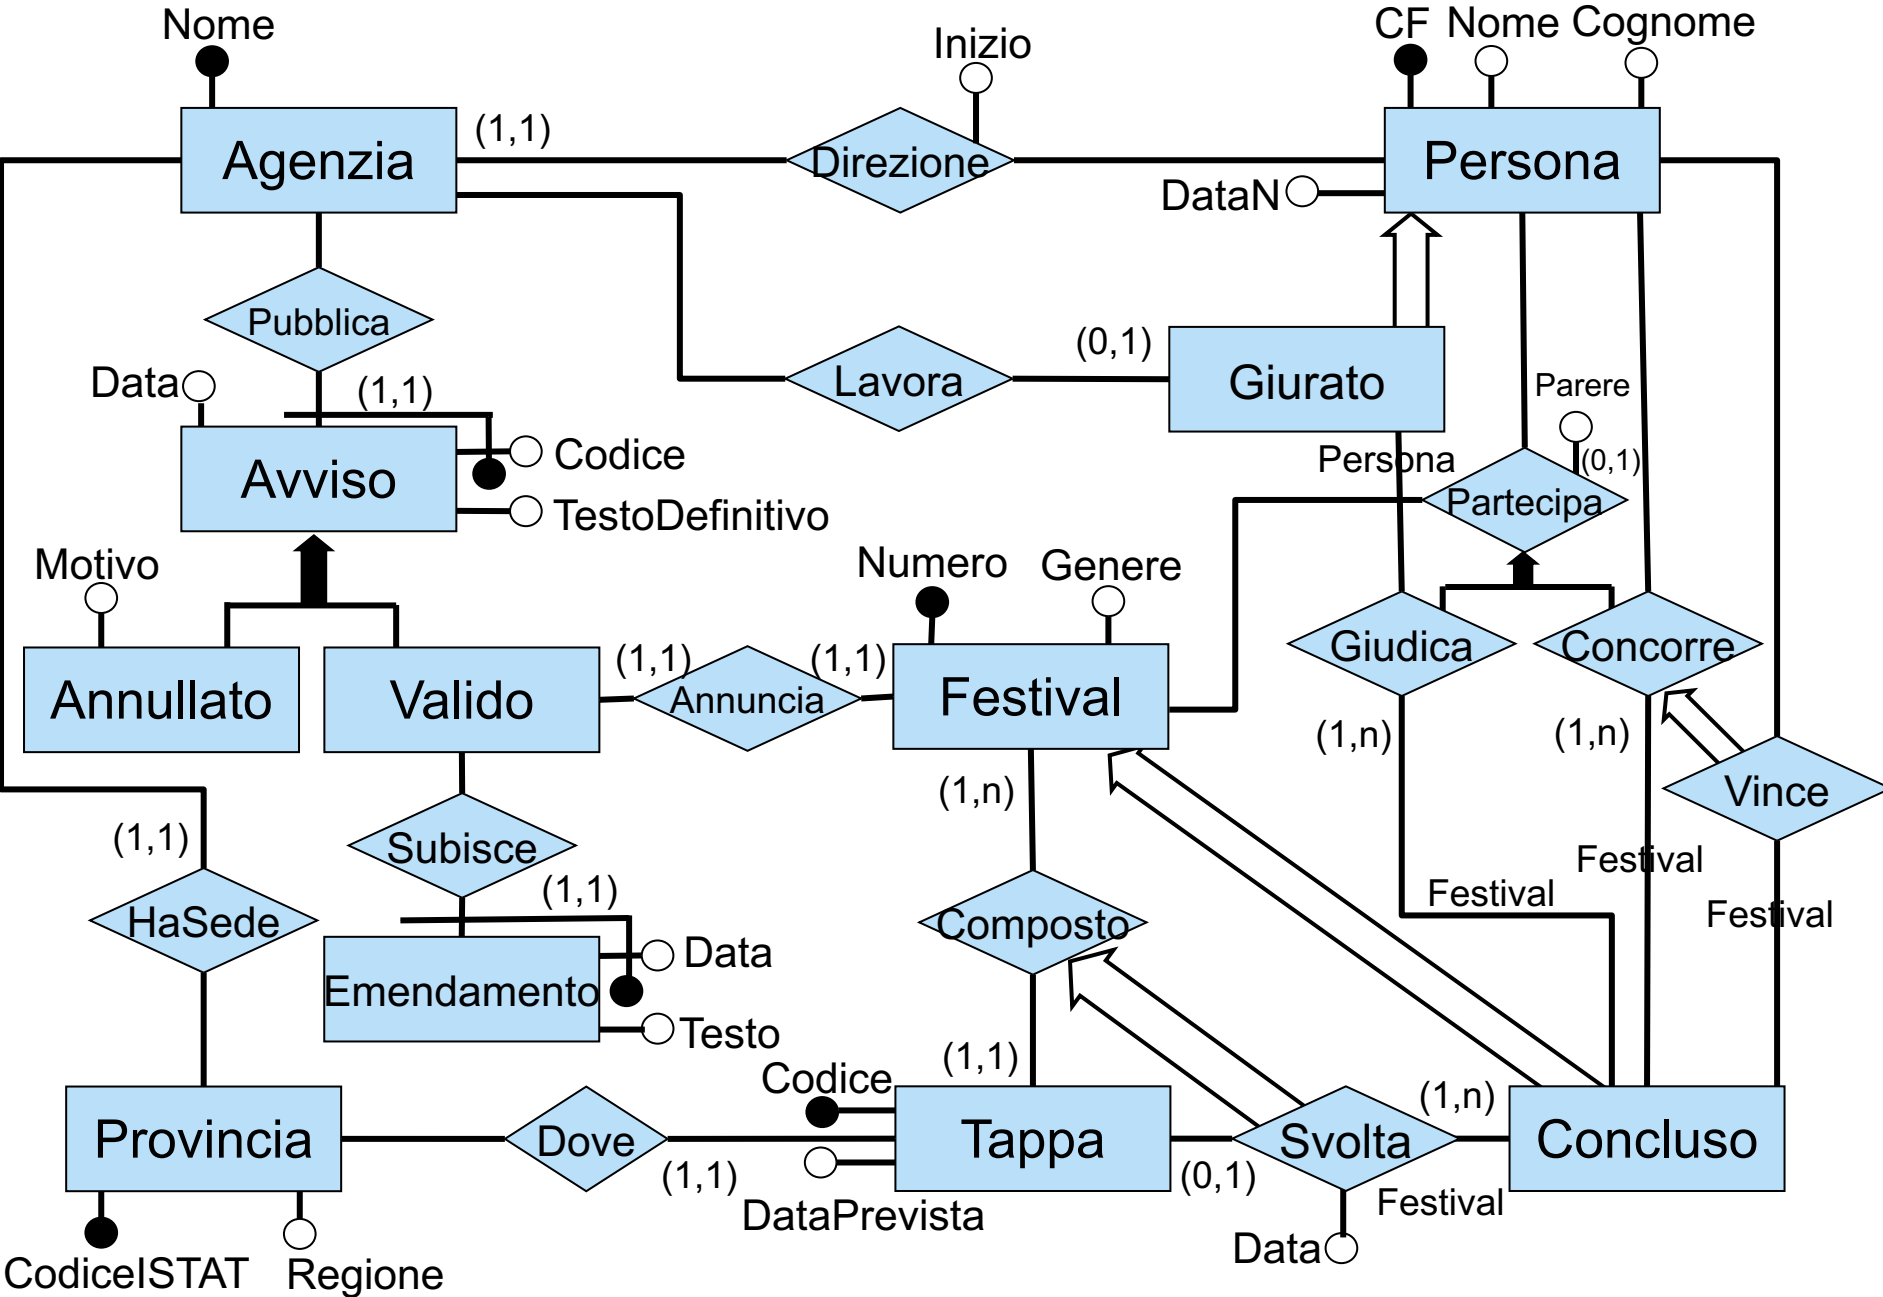 Nome
Inizio
CF
Nome
Cognome
Agenzia
(1,1)
Direzione
Persona
DataN
Pubblica
Lavora
(0,1)
Giurato
Data
(1,1)
Parere
Persona
(0,1)
Codice
Avviso
Partecipa
TestoDefinitivo
Motivo
Numero
Genere
Annullato
Valido
(1,1)
Annuncia
(1,1)
Festival
Giudica
Concorre
(1,n)
(1,n)
(1,n)
Vince
(1,1)
Subisce
Festival
Festival
Festival
(1,1)
HaSede
Composto
Data
Emendamento
Testo
(1,1)
Codice
(1,n)
Provincia
Dove
Tappa
Svolta
Concluso
(1,1)
(0,1)
Festival
DataPrevista
Data
CodiceISTAT
Regione